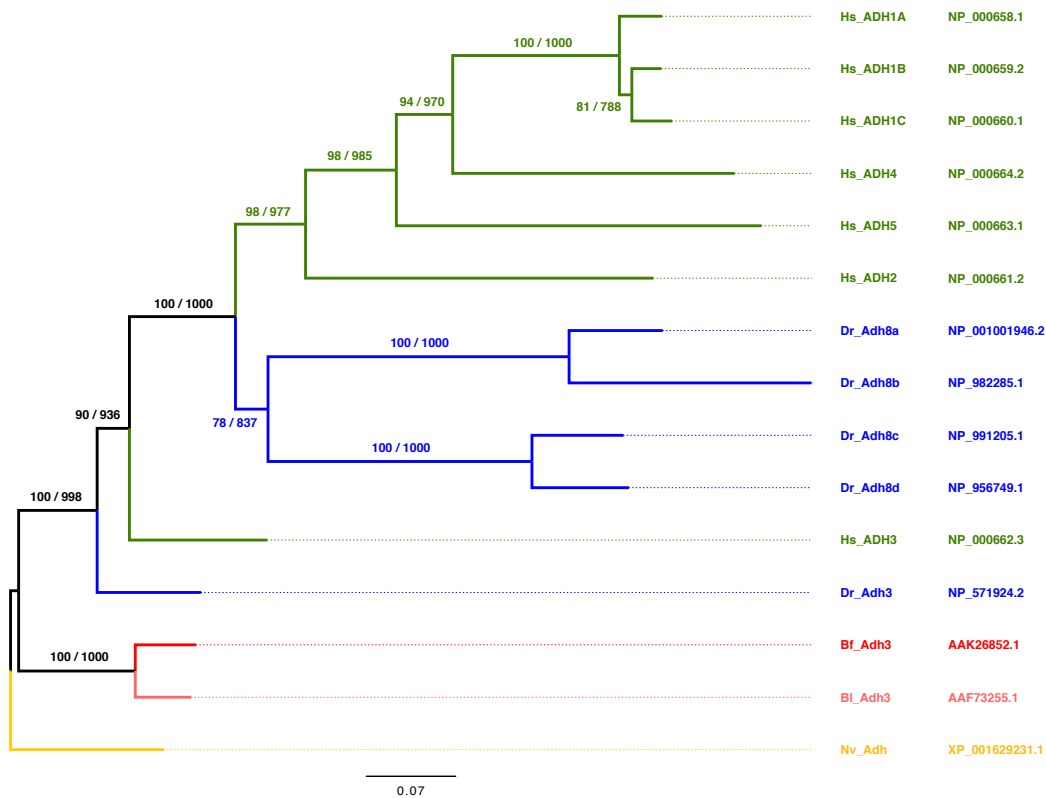 Hs_ADH1A NP_000658.1
100 / 1000
Hs_ADH1B NP_000659.2
94 / 970
81 / 788
Hs_ADH1C NP_000660.1
98 / 985
Hs_ADH4 NP_000664.2
98 / 977
Hs_ADH5 NP_000663.1
Hs_ADH2 NP_000661.2
100 / 1000
Dr_Adh8a NP_001001946.2
100 / 1000
Dr_Adh8b NP_982285.1
90 / 936
78 / 837
Dr_Adh8c NP_991205.1
100 / 1000
Dr_Adh8d NP_956749.1
100 / 998
Hs_ADH3 NP_000662.3
Dr_Adh3 NP_571924.2
Bf_Adh3 AAK26852.1
100 / 1000
Bl_Adh3 AAF73255.1
Nv_Adh XP_001629231.1
0.07